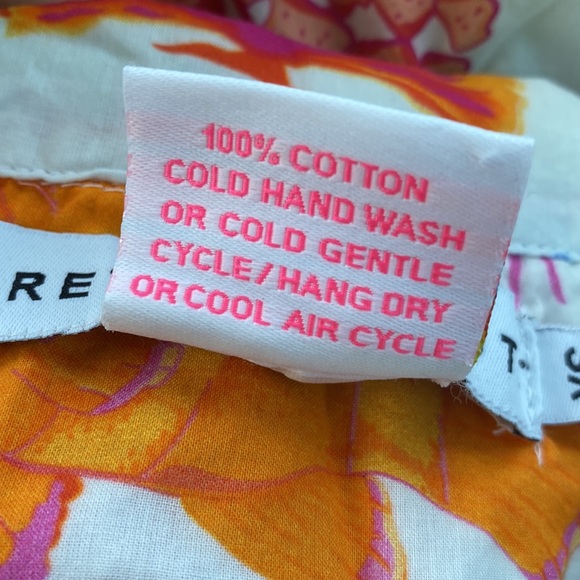 100% COTTON
COLD HAND WASH
OR COLD GENTLE
CYCLE/HANG DRY
OR COOL AIR CYCLE